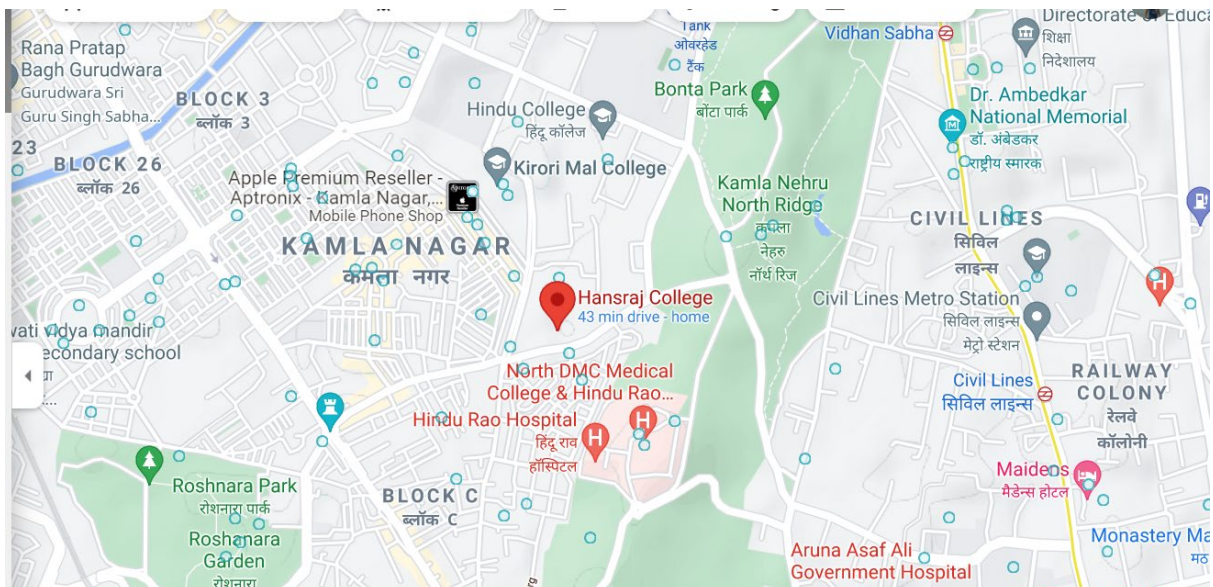 Rana Pratap
Bagh Gurudwara
Gurudwara Sri
Guru Singh Sabha...
BLOCK 3
ब्लॉक 3
23
BLOCK 26
ब्लॉक 26
Tank
ओवरहेड
टैंक
Hindu College
हिंदू कॉलेज
Kirori Mal College
Apple Premium Reseller -
Aptronix - Kamla Nagar,...
Mobile Phone Shop
KAMLA NAGAR
कमला नगर
Bonta Park
बोंटा पार्क
Kamla Nehru
North Ridge
कमला
नेहरु
नॉर्थ रिज
Vidhan Sabha
Directorate of Educa
शिक्षा
निदेशालय
Dr. Ambedkar
National Memorial
डॉ. अंबेडकर
राष्ट्रीय स्मारक
CIVIL LINES
सिविल
लाइन्स
Civil Lines Metro Station
सिविल लाइन्स
मेट्रो स्टेशन
Hansraj College
43 min drive - home
wati vidya mandir
econdary school
North DMC Medical
College & Hindu Rao...
Hindu Rao Hospital
हिंदू राव
हॉस्पिटल
Civil Lines
सिविल लाइन्स
RAILWAY
COLONY
रेलवे
कॉलोनी
Maidens
मैडेन्स होटल
Roshnara Park
रोशनारा पार्क
Roshanara
Garden
रोशनारा
BLOCK C
ब्लॉक C
Aruna Asaf Ali
Government Hospital
Monastery Ma
मठ